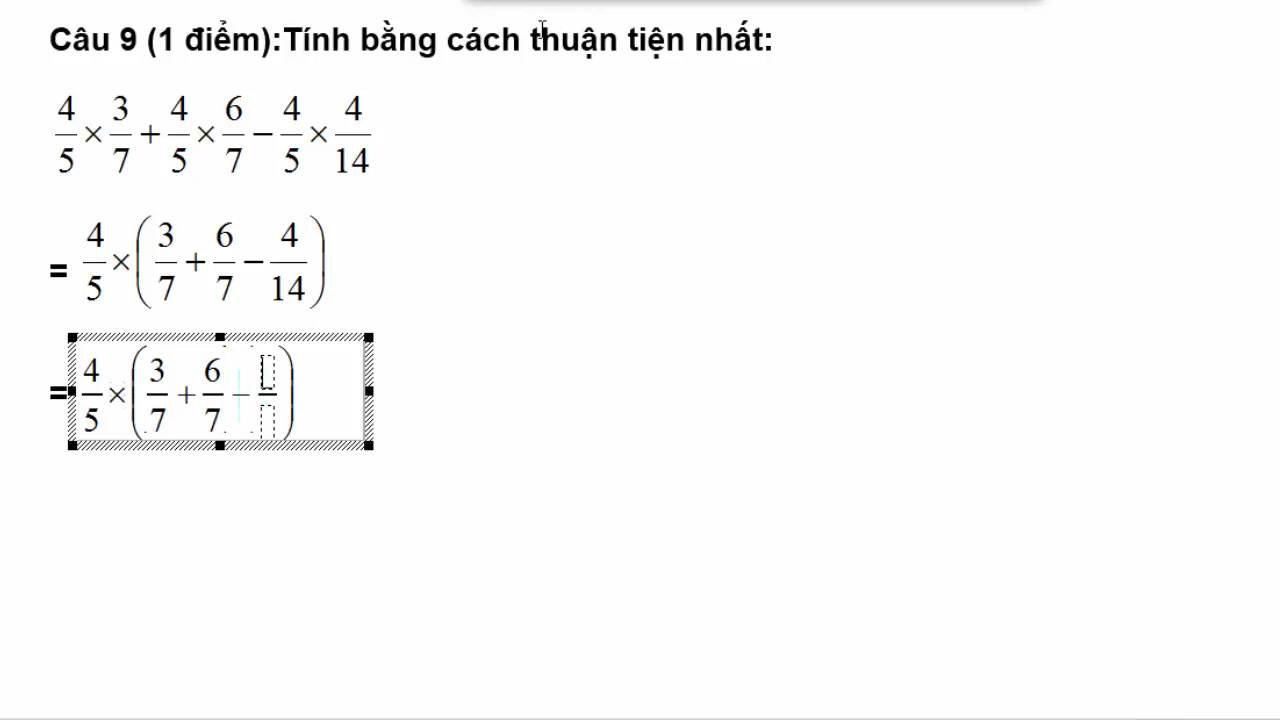 Câu 9 (1 điểm):Tính bằng cách thuận tiện nhất:
4/5 × 3/7 + 4/5 × 6/7 − 4/5 × 4/14
= 4/5 × (3/7 + 6/7 − 4/14)
= 4/5 × (3/7 + 6/7 − )